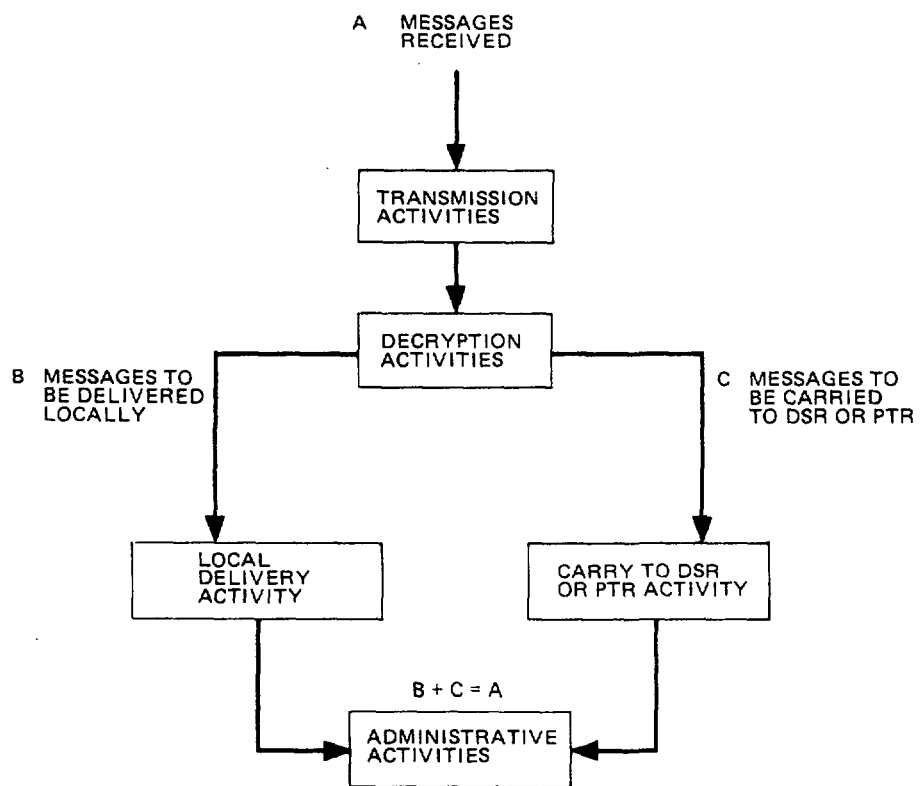 A MESSAGES
RECEIVED
TRANSMISSION
ACTIVITIES
DECRYPTION
ACTIVITIES
B MESSAGES TO
BE DELIVERED
LOCALLY
C MESSAGES TO
BE CARRIED
TO DSR OR PTR
LOCAL
DELIVERY
ACTIVITY
CARRY TO DSR
OR PTR ACTIVITY
B + C = A
ADMINISTRATIVE
ACTIVITIES